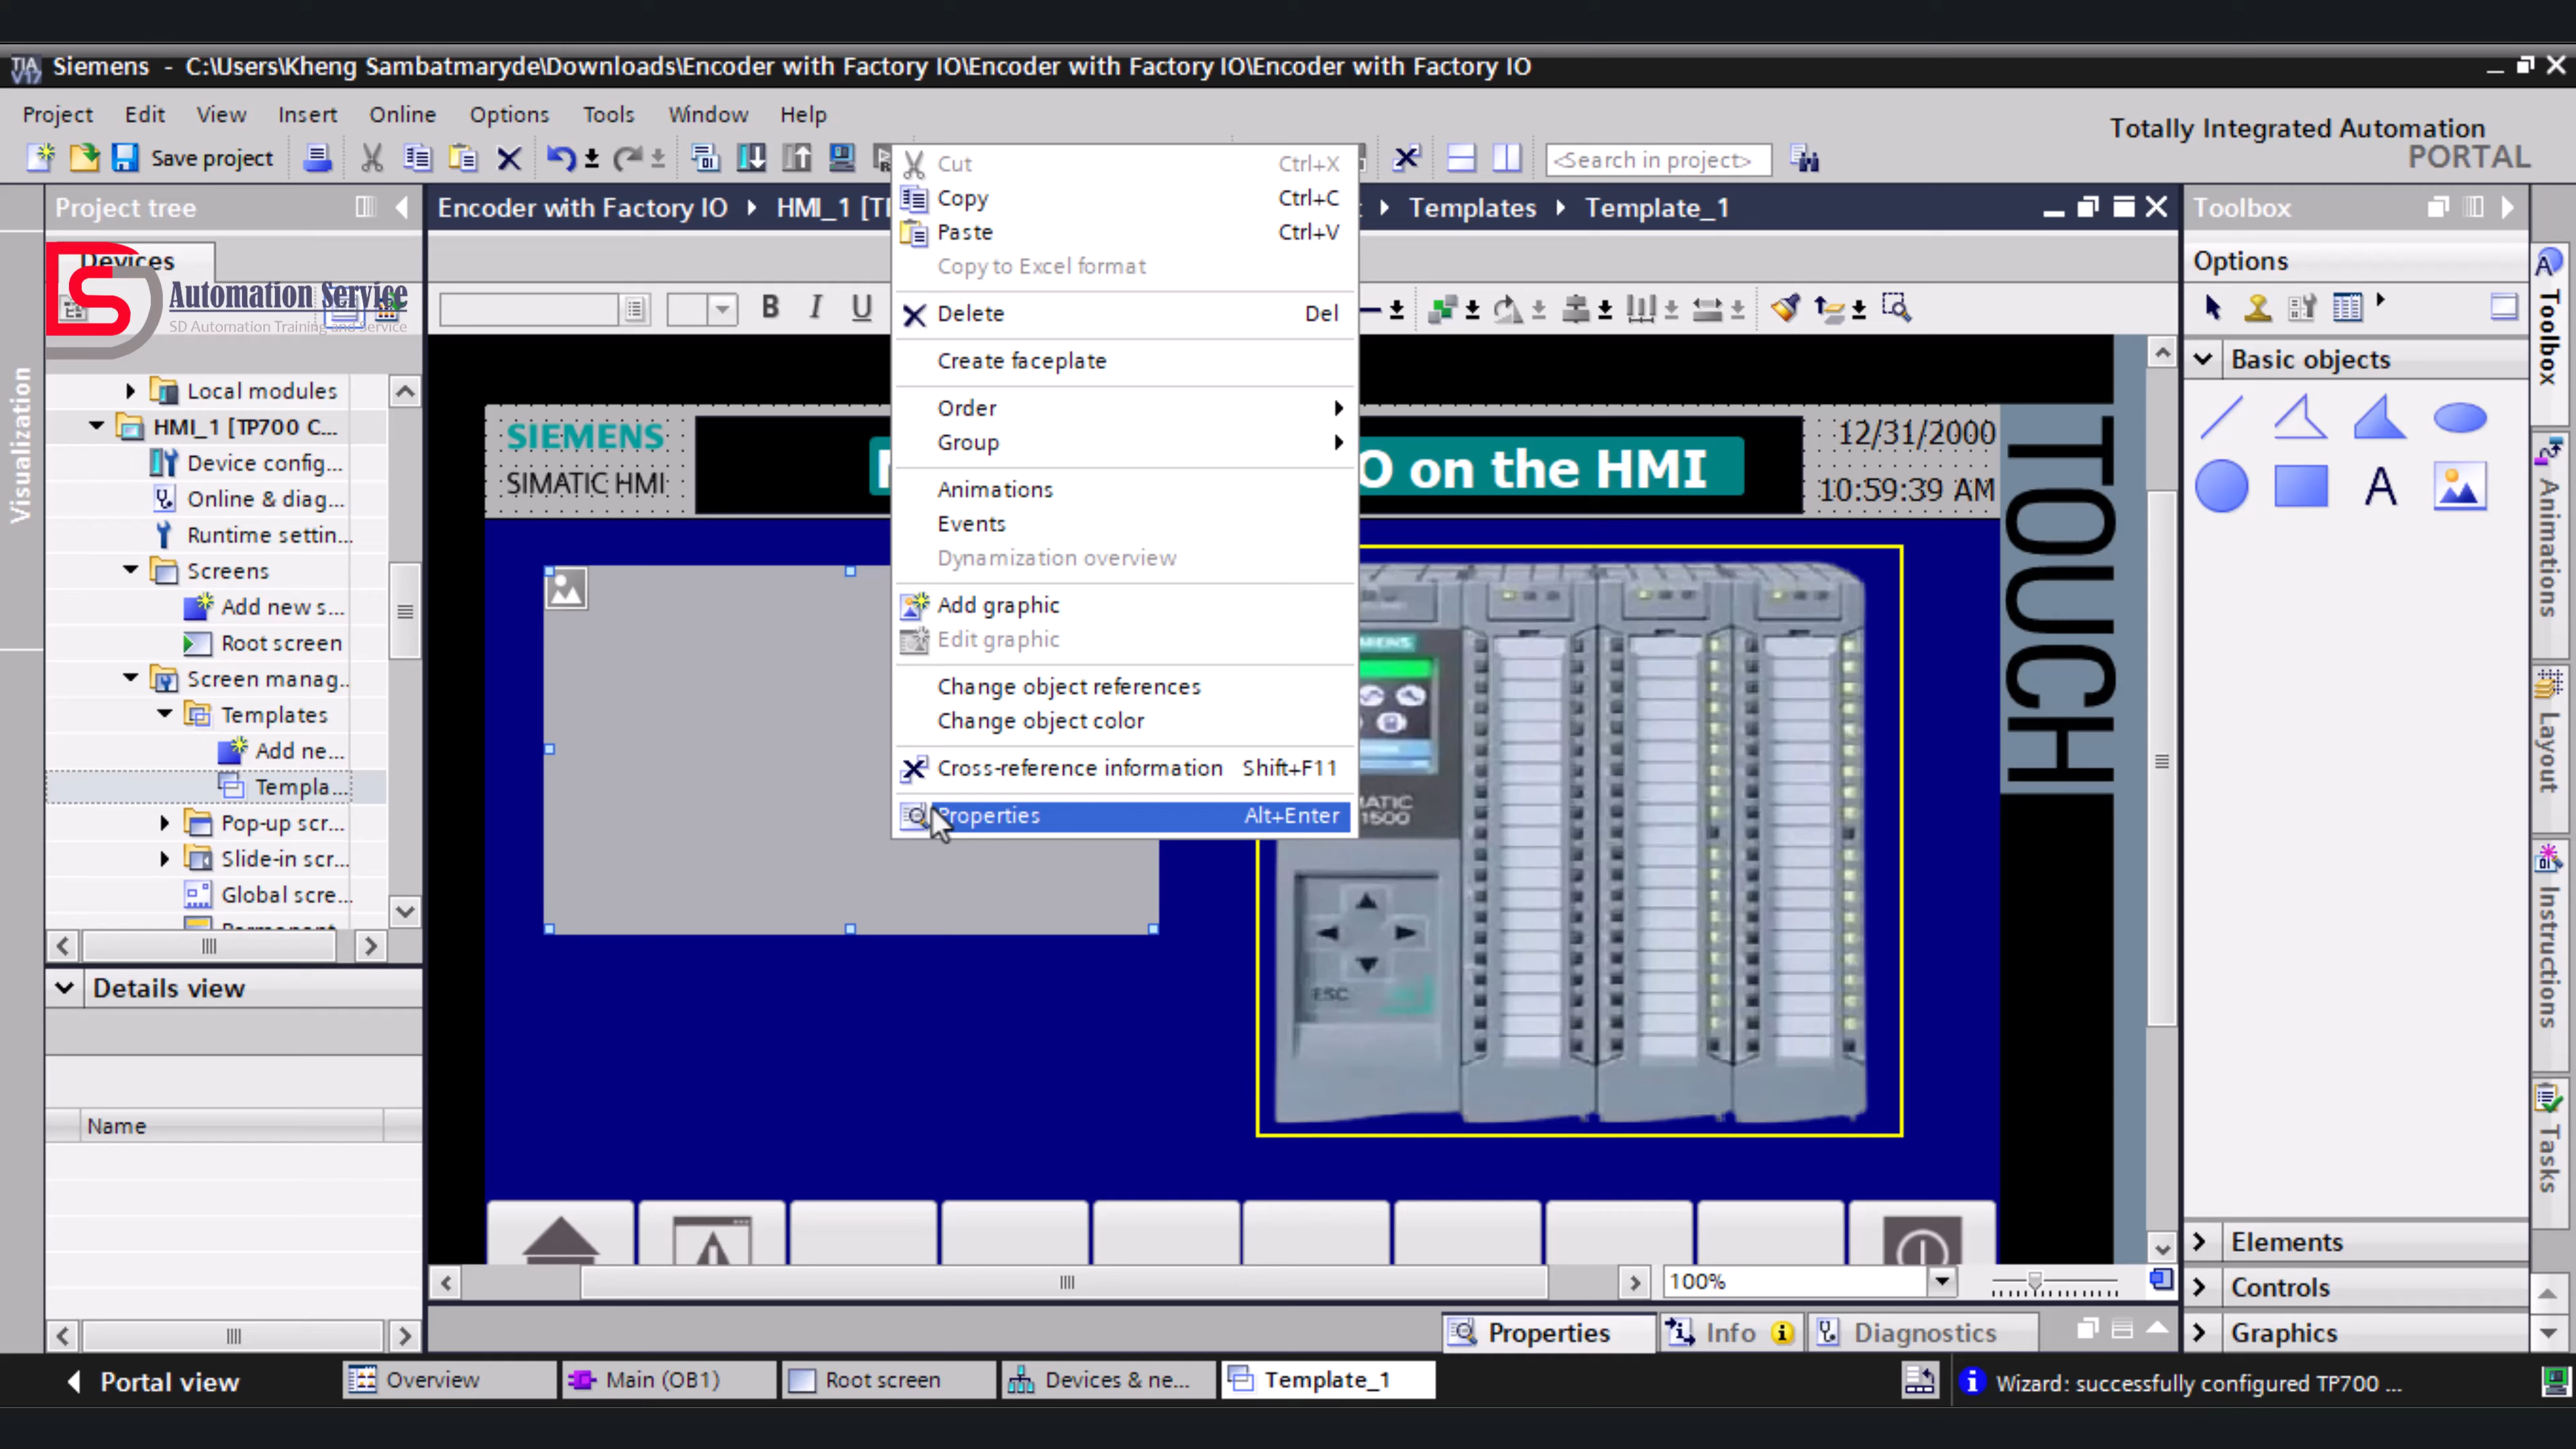 Siemens - C:\Users\Kheng Sambatmaryde\Downloads\Encoder with Factory IO\Encoder with Factory IO\Encoder with Factory IO
Project Edit View Insert Online Options Tools Window Help
Totally Integrated Automation
PORTAL
Save project
<Search in project>
Project tree
Encoder with Factory IO
HMI_1
Templates
Template_1
Toolbox
Devices
Automation Service
SD Automation Training and Service
B I U
Options
Basic objects
Visualization
Local modules
HMI_1 [TP700 C...
Device config...
Online & diag...
Runtime settin...
Screens
Add new s...
Root screen
Screen manag...
Templates
Add ne...
Templa...
Pop-up scr...
Slide-in scr...
Global scre...
Details view
Name
Cut Ctrl+X
Copy Ctrl+C
Paste Ctrl+V
Copy to Excel format
Delete Del
Create faceplate
Order
Group
Animations
Events
Dynamization overview
Add graphic
Edit graphic
Change object references
Change object color
Cross-reference information Shift+F11
Properties Alt+Enter
SIEMENS
SIMATIC HMI
O on the HMI
12/31/2000
10:59:39 AM
TOUCH
SIEMENS
1500
ESC
A
Toolbox
Animations
Layout
Instructions
Tasks
Elements
Controls
Graphics
100%
Properties Info Diagnostics
Portal view
Overview
Main (OB1)
Root screen
Devices & ne...
Template_1
Wizard: successfully configured TP700 ...